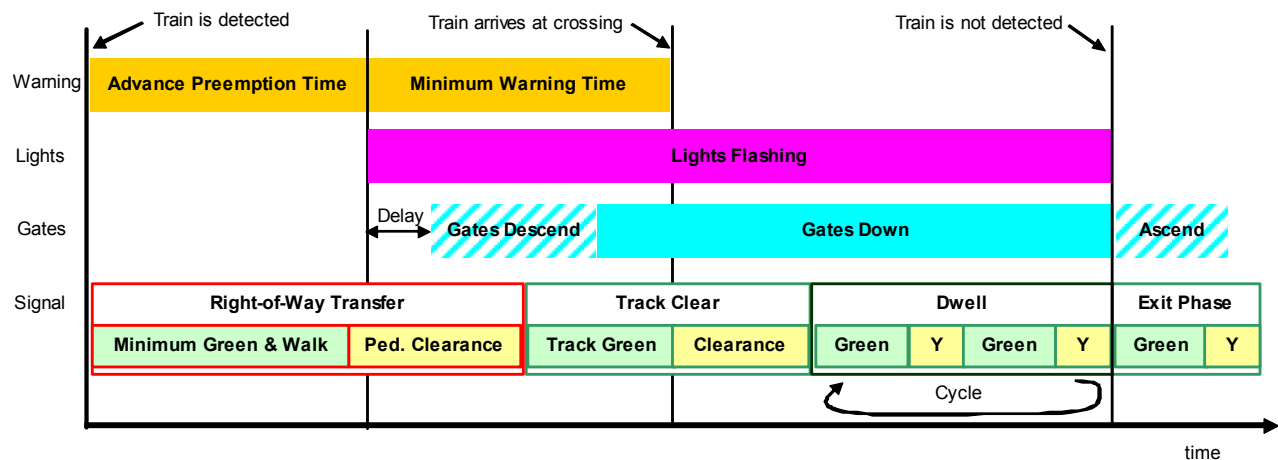 Train is detected
Train arrives at crossing
Train is not detected
Warning
Advance Preemption Time
Minimum Warning Time
Lights
Lights Flashing
Gates
Delay
Gates Descend
Gates Down
Ascend
Signal
Right-of-Way Transfer
Track Clear
Dwell
Exit Phase
Minimum Green & Walk
Ped. Clearance
Track Green
Clearance
Green
Y
Green
Y
Green
Y
Cycle
time